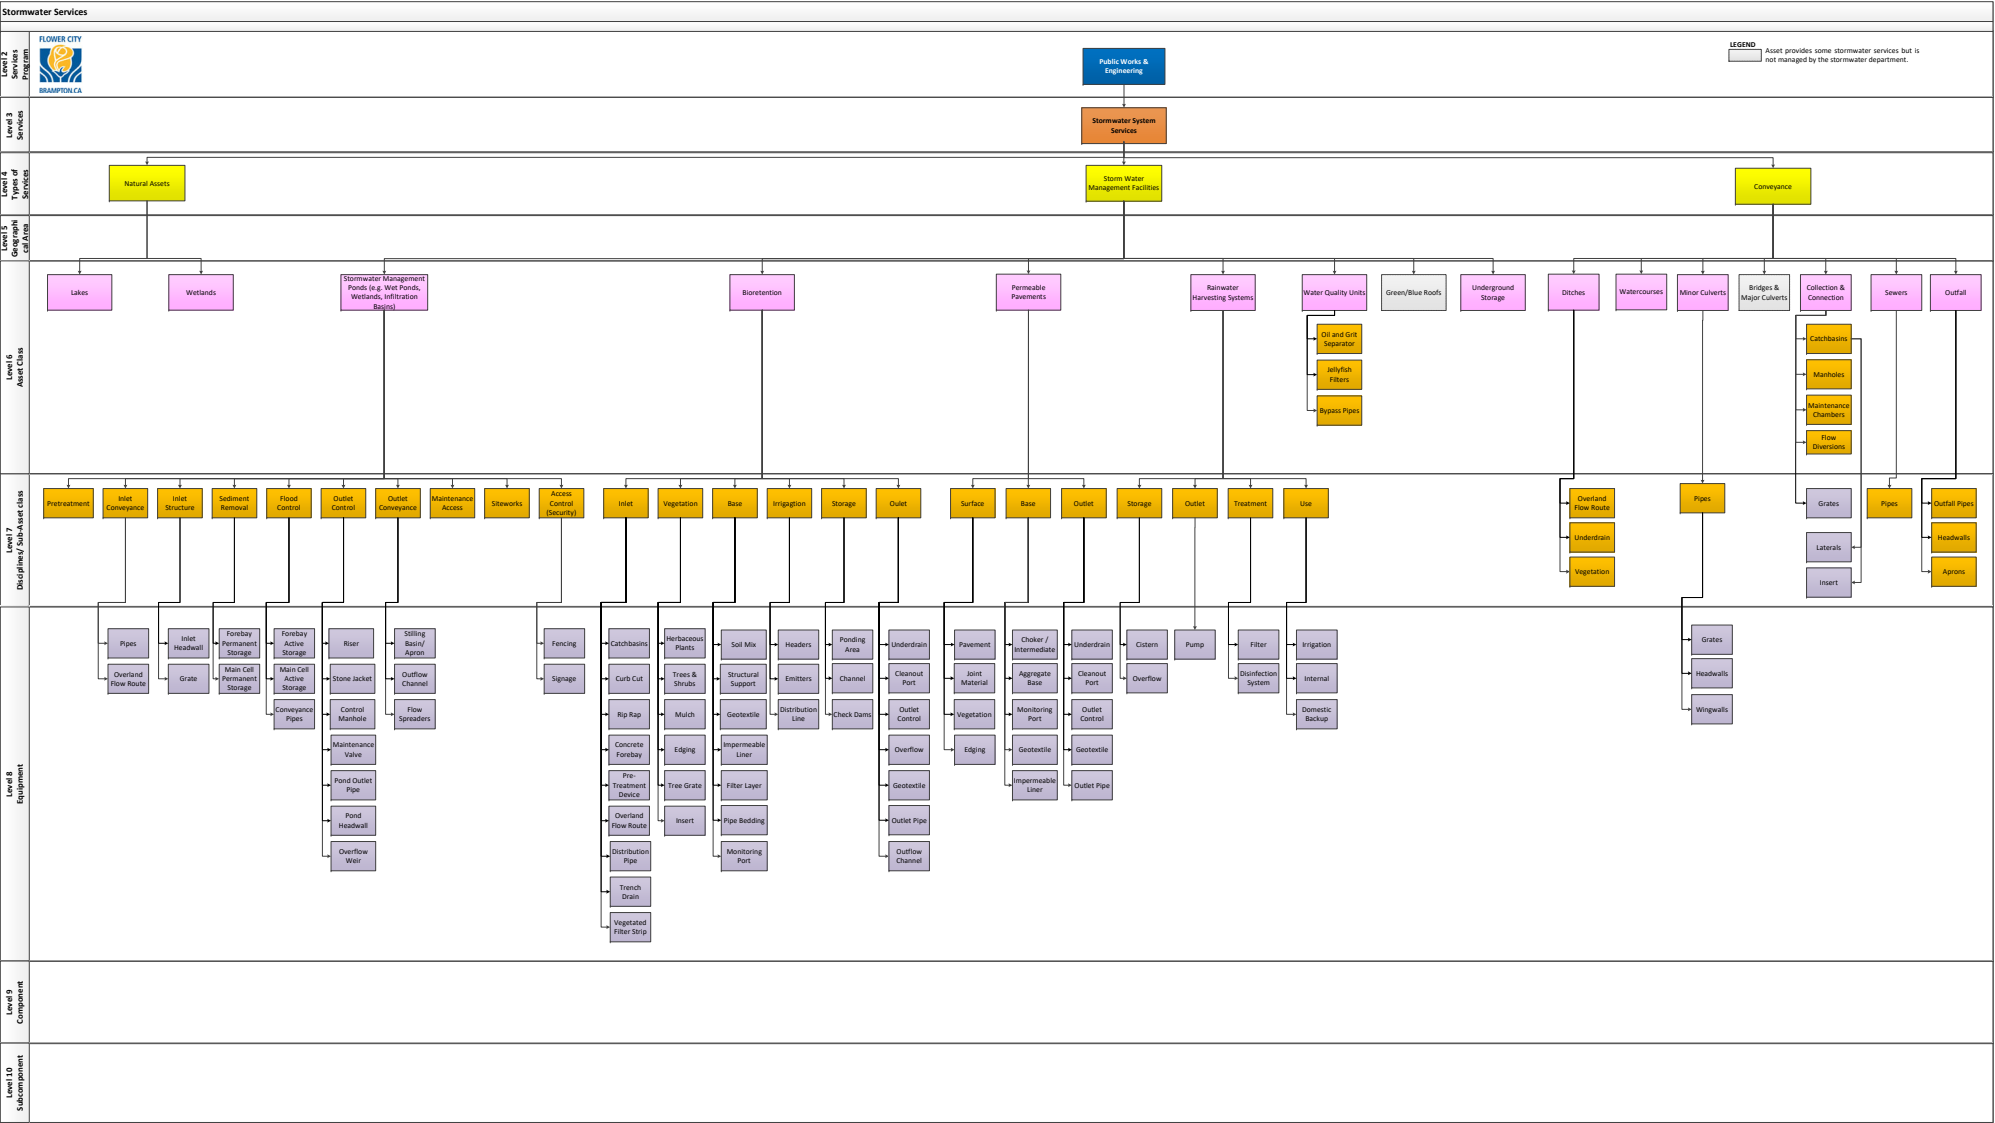 Stormwater Services
Level 2
Services
Program
FLOWER CITY
BRAMPTON.CA
Public Works &
Engineering
LEGEND
Asset provides some stormwater services but is
not managed by the stormwater department.
Level 3
Services
Stormwater System
Services
Level 4
Types of
Services
Natural Assets
Storm Water
Management Facilities
Conveyance
Level 5
Geographi
cal Area
Level 6
Asset Class
Lakes
Wetlands
Stormwater Management
Ponds (e.g. Wet Ponds,
Wetlands, Infiltration
Basins)
Bioretention
Permeable
Pavements
Rainwater
Harvesting Systems
Water Quality Units
Green/Blue Roofs
Underground
Storage
Ditches
Watercourses
Minor Culverts
Bridges &
Major Culverts
Collection &
Connection
Sewers
Outfall
Oil and Grit
Separator
Jellyfish
Filters
Bypass Pipes
Catchbasins
Manholes
Maintenance
Chambers
Flow
Diversions
Level 7
Disciplines/ Sub-Asset class
Pretreatment
Inlet
Conveyance
Inlet
Structure
Sediment
Removal
Flood
Control
Outlet
Control
Outlet
Conveyance
Maintenance
Access
Siteworks
Access
Control
(Security)
Inlet
Vegetation
Base
Irrigagtion
Storage
Oulet
Surface
Base
Outlet
Storage
Outlet
Treatment
Use
Overland
Flow Route
Underdrain
Vegetation
Pipes
Grates
Laterals
Insert
Pipes
Outfall Pipes
Headwalls
Aprons
Level 8
Equipment
Pipes
Overland
Flow Route
Inlet
Headwall
Grate
Forebay
Permanent
Storage
Main Cell
Permanent
Storage
Forebay
Active
Storage
Main Cell
Active
Storage
Conveyance
Pipes
Riser
Stone Jacket
Control
Manhole
Maintenance
Valve
Pond Outlet
Pipe
Pond
Headwall
Overflow
Weir
Stilling
Basin/
Apron
Outflow
Channel
Flow
Spreaders
Fencing
Signage
Catchbasins
Curb Cut
Rip Rap
Concrete
Forebay
Pre-
Treatment
Device
Overland
Flow Route
Distribution
Pipe
Trench
Drain
Vegetated
Filter Strip
Herbaceous
Plants
Trees &
Shrubs
Mulch
Edging
Tree Grate
Insert
Soil Mix
Structural
Support
Geotextile
Impermeable
Liner
Filter Layer
Pipe Bedding
Monitoring
Port
Headers
Emitters
Distribution
Line
Ponding
Area
Channel
Check Dams
Underdrain
Cleanout
Port
Outlet
Control
Overflow
Geotextile
Outlet Pipe
Outflow
Channel
Pavement
Joint
Material
Vegetation
Edging
Choker /
Intermediate
Aggregate
Base
Monitoring
Port
Geotextile
Impermeable
Liner
Underdrain
Cleanout
Port
Outlet
Control
Geotextile
Outlet Pipe
Cistern
Overflow
Pump
Filter
Disinfection
System
Irrigation
Internal
Domestic
Backup
Grates
Headwalls
Wingwalls
Level 9
Component
Level 10
Subcomponent